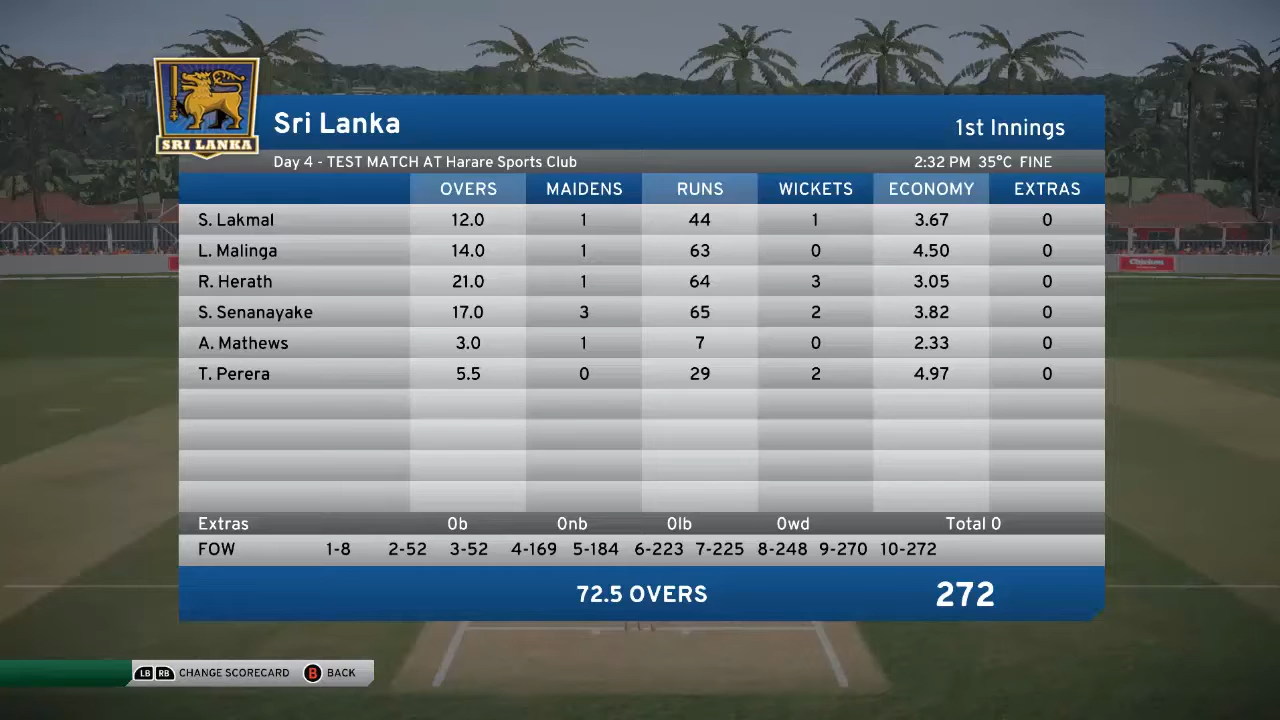 SRI LANKA
Sri Lanka
1st Innings
Day 4 - TEST MATCH AT Harare Sports Club 2:32 PM 35°C FINE
OVERS MAIDENS RUNS WICKETS ECONOMY EXTRAS
S. Lakmal 12.0 1 44 1 3.67 0
L. Malinga 14.0 1 63 0 4.50 0
R. Herath 21.0 1 64 3 3.05 0
S. Senanayake 17.0 3 65 2 3.82 0
A. Mathews 3.0 1 7 0 2.33 0
T. Perera 5.5 0 29 2 4.97 0
Extras 0b 0nb 0lb 0wd Total 0
FOW 1-8 2-52 3-52 4-169 5-184 6-223 7-225 8-248 9-270 10-272
72.5 OVERS 272
LB RB CHANGE SCORECARD B BACK